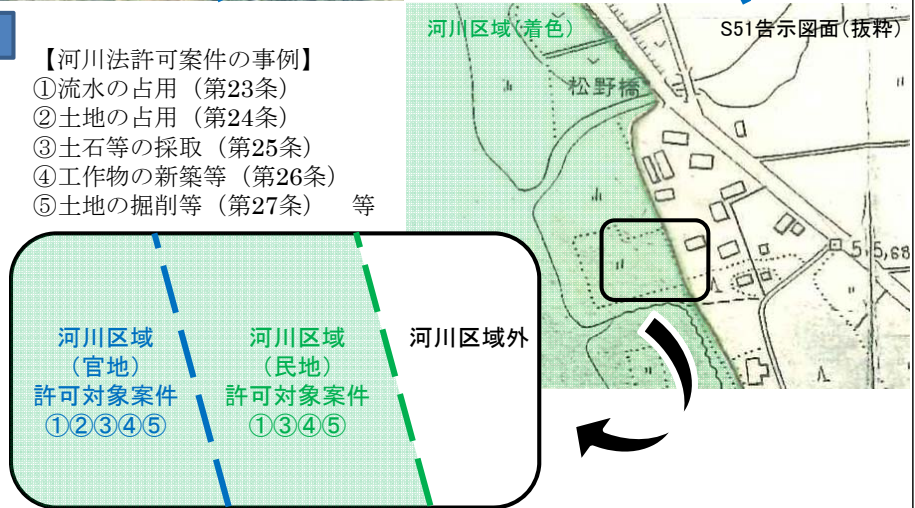 【河川法許可案件の事例】
①流水の占用（第23条）
②土地の占用（第24条）
③土石等の採取（第25条）
④工作物の新築等（第26条）
⑤土地の掘削等（第27条）　等
河川区域(着色)
S51告示図面(抜粋)
松野橋
5,5,68
河川区域
（官地）
許可対象案件
①②③④⑤
河川区域
（民地）
許可対象案件
①③④⑤
河川区域外